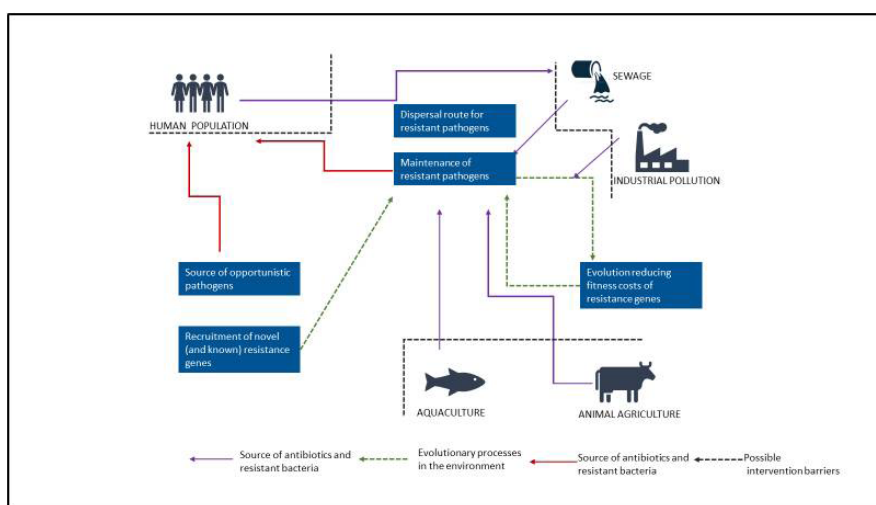 SEWAGE
HUMAN POPULATION
Dispersal route for
resistant pathogens
Maintenance of
resistant pathogens
INDUSTRIAL POLLUTION
Source of opportunistic
pathogens
Evolution reducing
fitness costs of
resistance genes
Recruitment of novel
(and known) resistance
genes
AQUACULTURE
ANIMAL AGRICULTURE
Source of antibiotics and
resistant bacteria
Evolutionary processes
in the environment
Source of antibiotics and
resistant bacteria
Possible
intervention barriers